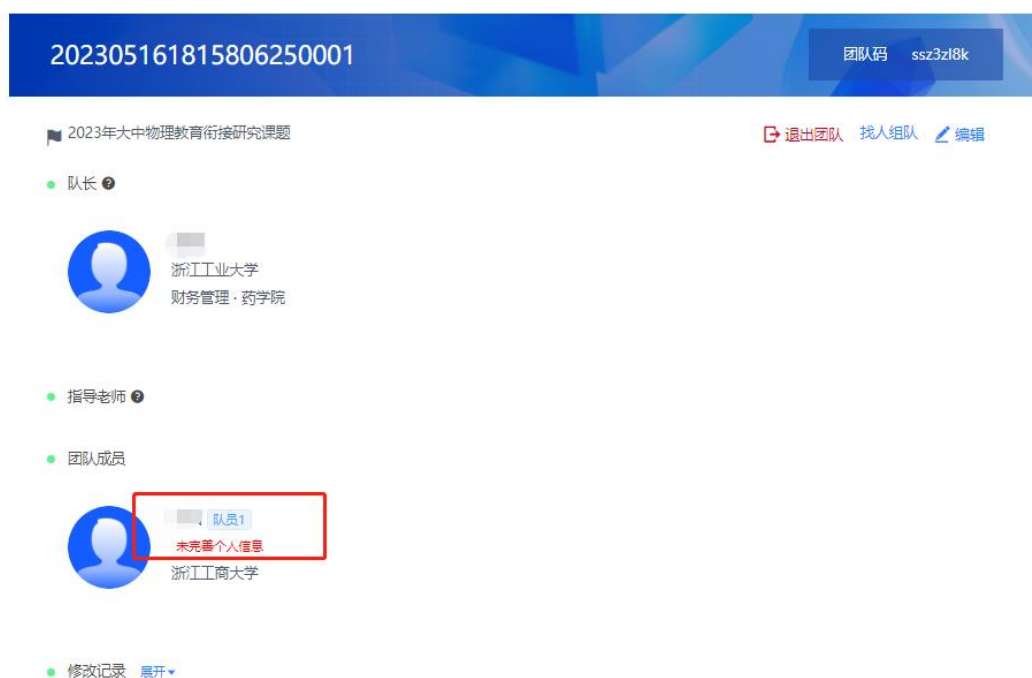 202305161815806250001
团队码 ssz3zl8k
2023年大中物理教育衔接研究课题
退出团队 找人组队 编辑
队长
浙江工业大学
财务管理 · 药学院
指导老师
团队成员
队员1
未完善个人信息
浙江工商大学
修改记录 展开